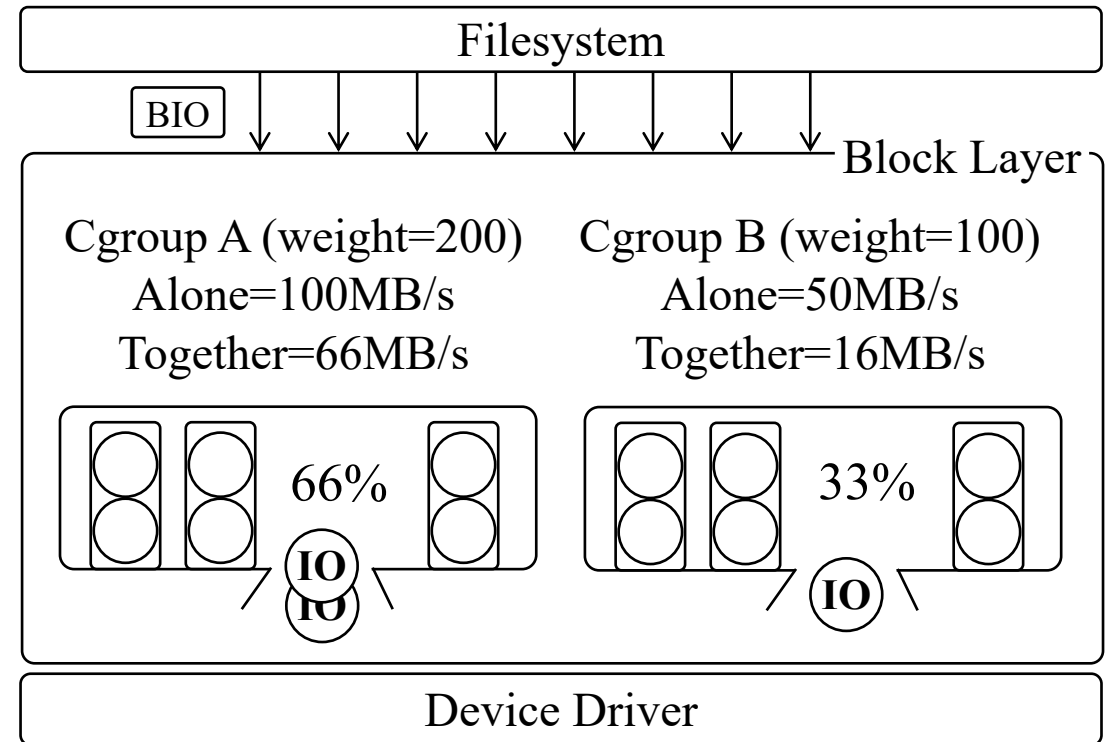 Filesystem
BIO
Block Layer
Cgroup A (weight=200)
Alone=100MB/s
Together=66MB/s
Cgroup B (weight=100)
Alone=50MB/s
Together=16MB/s
66%
IO
IO
33%
IO
Device Driver